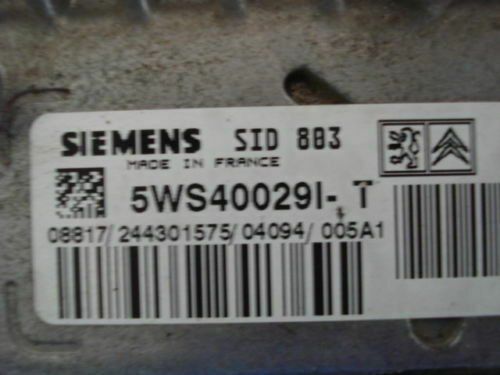 SIEMENS SID 803
MADE IN FRANCE
5WS40029I- T
08817/244301575/04094/005A1